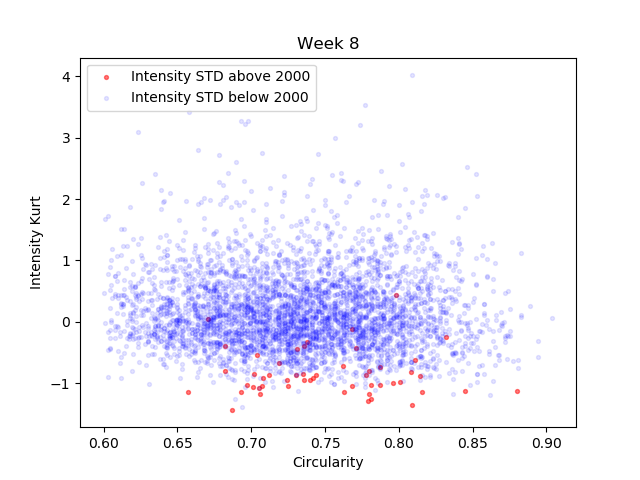 Week 8
Intensity STD above 2000
Intensity STD below 2000
4
3
2
1
0
−1
Intensity Kurt
0.60 0.65 0.70 0.75 0.80 0.85 0.90
Circularity